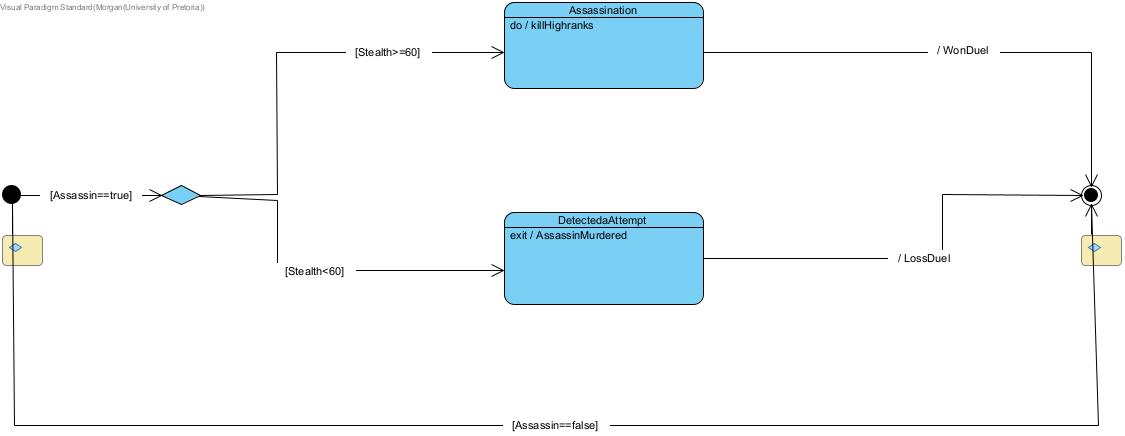 Visual Paradigm Standard(Morgan(University of Pretoria))
Assassination
do / killHighranks
[Stealth>=60]
/ WonDuel
[Assassin==true]
DetectedaAttempt
exit / AssassinMurdered
/ LossDuel
[Stealth<60]
[Assassin==false]